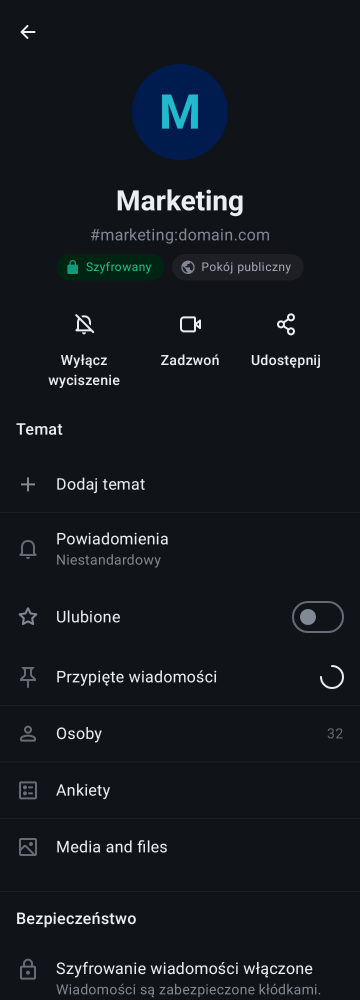 M
Marketing
#marketing:domain.com
Szyfrowany
Pokój publiczny
Wyłącz
wyciszenie
Zadzwoń
Udostępnij
Temat
Dodaj temat
Powiadomienia
Niestandardowy
Ulubione
Przypięte wiadomości
Osoby 32
Ankiety
Media and files
Bezpieczeństwo
Szyfrowanie wiadomości włączone
Wiadomości są zabezpieczone kłódkami.